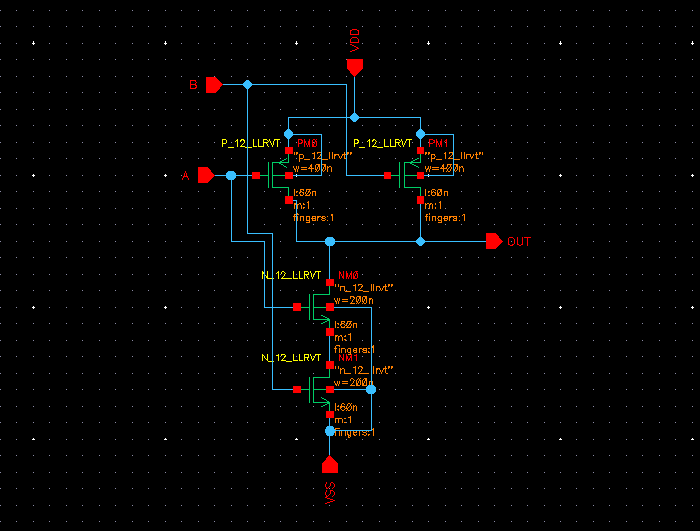 VDD
B
P_12_LLRVT
PM0
P_12_LLRVT
PM1
"p_12_llrvt"
"p_12_llrvt"
w=400n
w=400n
A
l:60n
l:60n
m:1
m:1
fingers:1
fingers:1
OUT
N_12_LLRVT
NM0
"n_12_llrvt"
w=200n
l:60n
m:1
fingers:1
N_12_LLRVT
NM1
"n_12_llrvt"
w=200n
l:60n
m:1
fingers:1
VSS